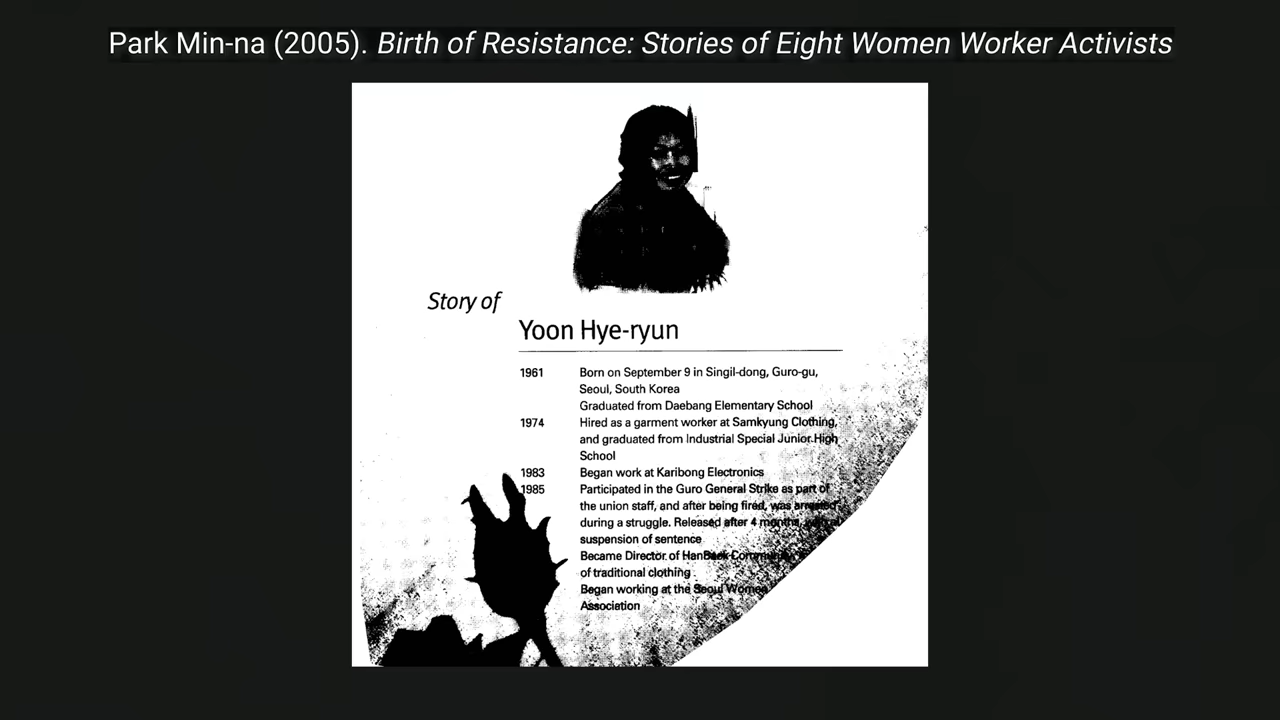 Park Min-na (2005). Birth of Resistance: Stories of Eight Women Worker Activists
Story of
Yoon Hye-ryun
1961 Born on September 9 in Singil-dong, Guro-gu,
Seoul, South Korea
Graduated from Daebang Elementary School
1974 Hired as a garment worker at Samkyung Clothing,
and graduated from Industrial Special Junior High
School
1983 Began work at Karibong Electronics
1985 Participated in the Guro General Strike as part of
the union staff, and after being fired, was arrested
during a struggle. Released after 4 months,
suspension of sentence
Became Director of
of traditional clothing
Began working at the Seoul
Association